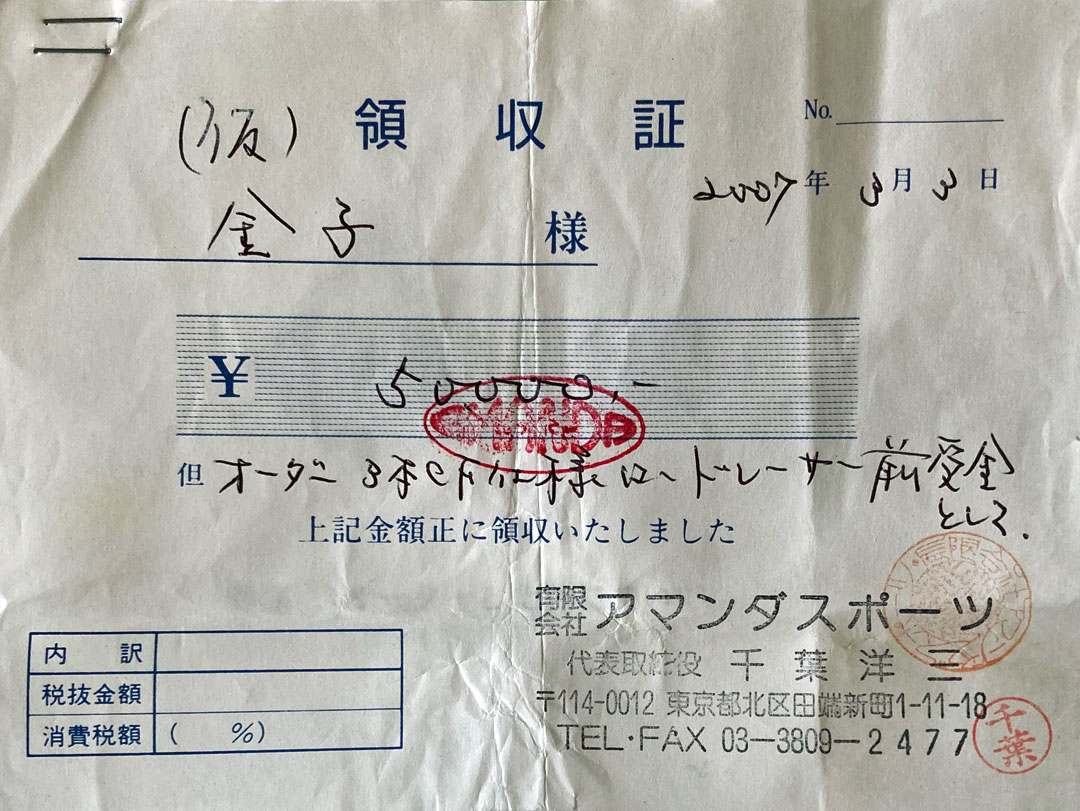 (仮) 領収証 No.
2007年 3月 3日
金子 様
¥ 50000.-
AMANDA
但 オーダー 3本C.F.仕様ロードレーサー前受金
として.
上記金額正に領収いたしました
有限会社 アマンダスポーツ
代表取締役 千葉洋三
〒114-0012 東京都北区田端新町1-11-18
TEL・FAX 03-3809-2477
千葉
内訳
税抜金額
消費税額 ( %)